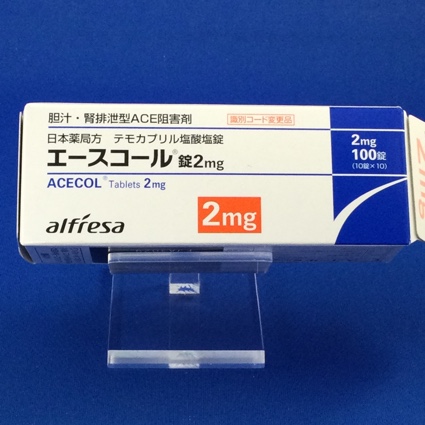 胆汁・腎排泄型ACE阻害剤
識別コード変更品
日本薬局方 テモカプリル塩酸塩錠
エースコール®錠2mg
ACECOL® Tablets 2mg
2mg
100錠
(10錠×10)
2mg
alfresa